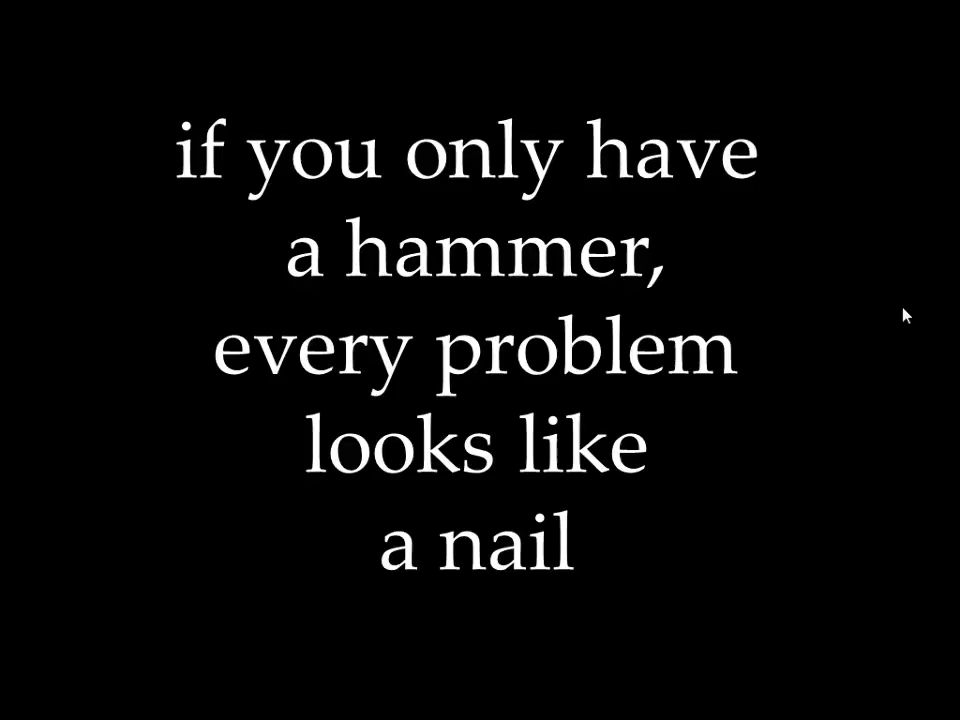 if you only have
a hammer,
every problem
looks like
a nail